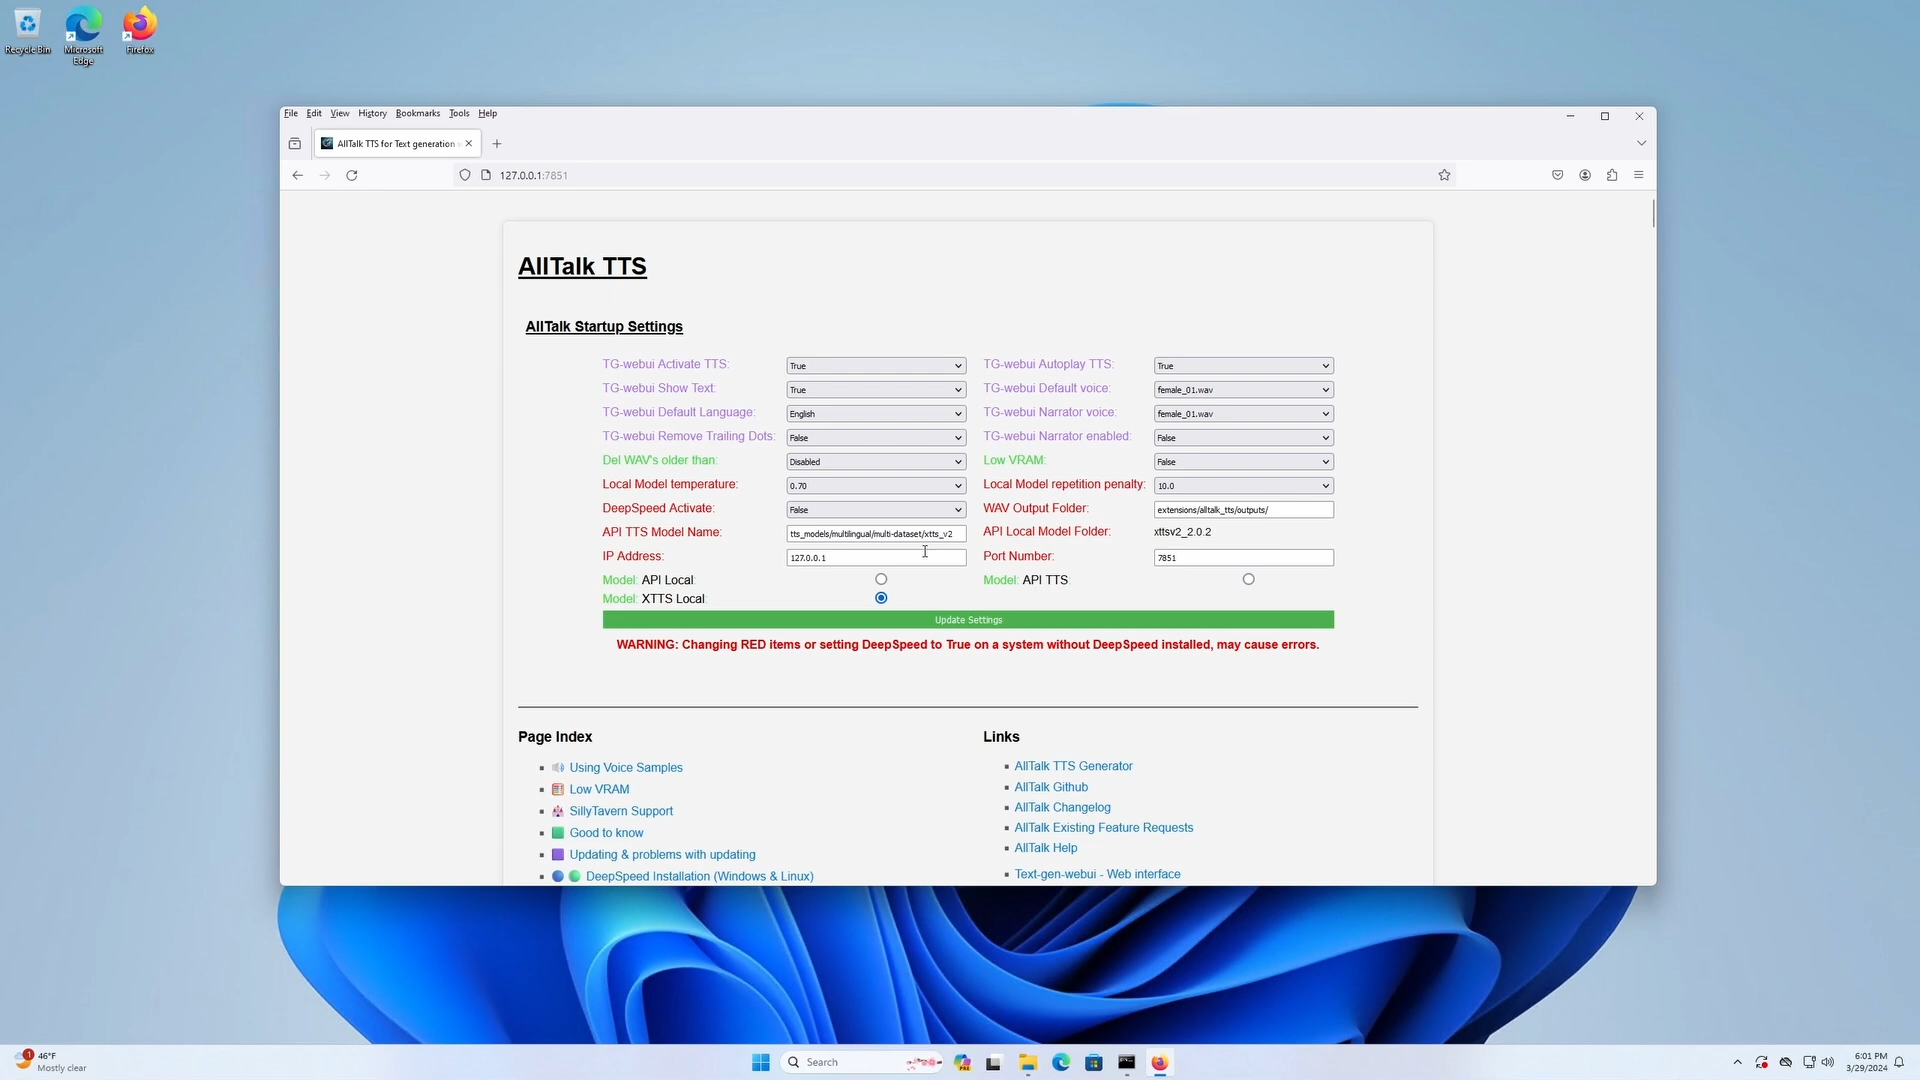 Recycle Bin
Microsoft Edge
Firefox
File Edit View History Bookmarks Tools Help
AllTalk TTS for Text generation
127.0.0.1:7851
AllTalk TTS
AllTalk Startup Settings
TG-webui Activate TTS: True TG-webui Autoplay TTS: True
TG-webui Show Text: True TG-webui Default voice: female_01.wav
TG-webui Default Language: English TG-webui Narrator voice: female_01.wav
TG-webui Remove Trailing Dots: False TG-webui Narrator enabled: False
Del WAV's older than: Disabled Low VRAM: False
Local Model temperature: 0.70 Local Model repetition penalty: 10.0
DeepSpeed Activate: False WAV Output Folder: extensions/alltalk_tts/outputs/
API TTS Model Name: tts_models/multilingual/multi-dataset/xtts_v2 API Local Model Folder: xttsv2_2.0.2
IP Address: 127.0.0.1 Port Number: 7851
Model: API Local: Model: API TTS:
Model: XTTS Local:
Update Settings
WARNING: Changing RED items or setting DeepSpeed to True on a system without DeepSpeed installed, may cause errors.
Page Index
Using Voice Samples
Low VRAM
SillyTavern Support
Good to know
Updating & problems with updating
DeepSpeed Installation (Windows & Linux)
Links
AllTalk TTS Generator
AllTalk Github
AllTalk Changelog
AllTalk Existing Feature Requests
AllTalk Help
Text-gen-webui - Web interface
1
46°F
Mostly clear
Search
PRE
6:01 PM
3/29/2024